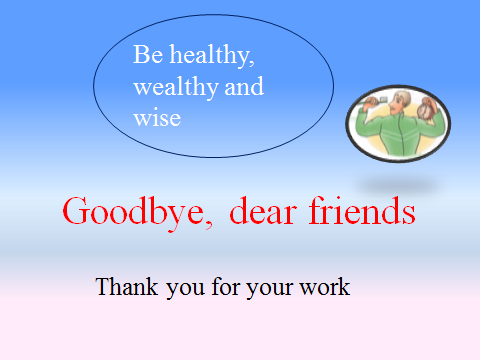 Be healthy,
wealthy and
wise
Goodbye, dear friends
Thank you for your work